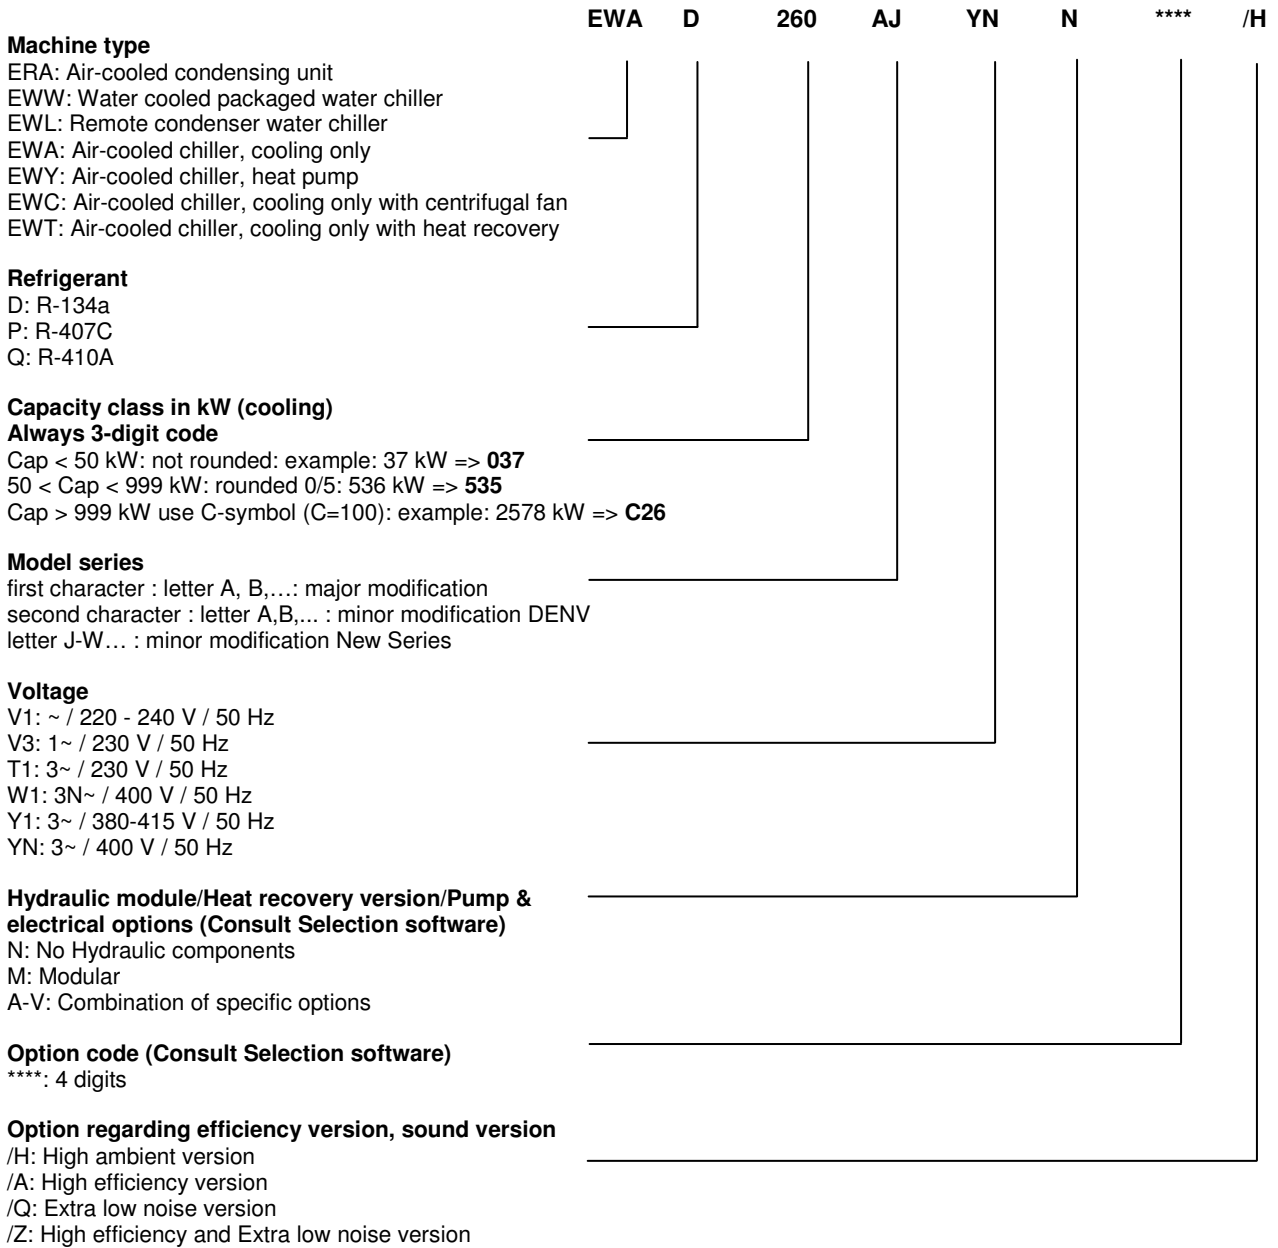 EWA D 260 AJ YN N **** /H
Machine type
ERA: Air-cooled condensing unit
EWW: Water cooled packaged water chiller
EWL: Remote condenser water chiller
EWA: Air-cooled chiller, cooling only
EWY: Air-cooled chiller, heat pump
EWC: Air-cooled chiller, cooling only with centrifugal fan
EWT: Air-cooled chiller, cooling only with heat recovery
Refrigerant
D: R-134a
P: R-407C
Q: R-410A
Capacity class in kW (cooling)
Always 3-digit code
Cap < 50 kW: not rounded: example: 37 kW => 037
50 < Cap < 999 kW: rounded 0/5: 536 kW => 535
Cap > 999 kW use C-symbol (C=100): example: 2578 kW => C26
Model series
first character : letter A, B,…: major modification
second character : letter A,B,... : minor modification DENV
letter J-W… : minor modification New Series
Voltage
V1: ~ / 220 - 240 V / 50 Hz
V3: 1~ / 230 V / 50 Hz
T1: 3~ / 230 V / 50 Hz
W1: 3N~ / 400 V / 50 Hz
Y1: 3~ / 380-415 V / 50 Hz
YN: 3~ / 400 V / 50 Hz
Hydraulic module/Heat recovery version/Pump &
electrical options (Consult Selection software)
N: No Hydraulic components
M: Modular
A-V: Combination of specific options
Option code (Consult Selection software)
****: 4 digits
Option regarding efficiency version, sound version
/H: High ambient version
/A: High efficiency version
/Q: Extra low noise version
/Z: High efficiency and Extra low noise version